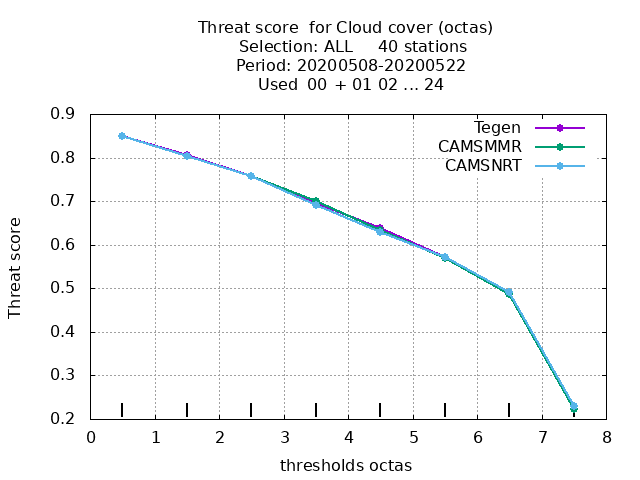 Threat score  for Cloud cover (octas)
Selection: ALL     40 stations
Period: 20200508-20200522
Used  00  + 01 02 ... 24
Tegen
CAMSMMR
CAMSNRT
0.9
0.8
0.7
0.6
0.5
0.4
0.3
0.2
Threat score
0 1 2 3 4 5 6 7 8
thresholds octas